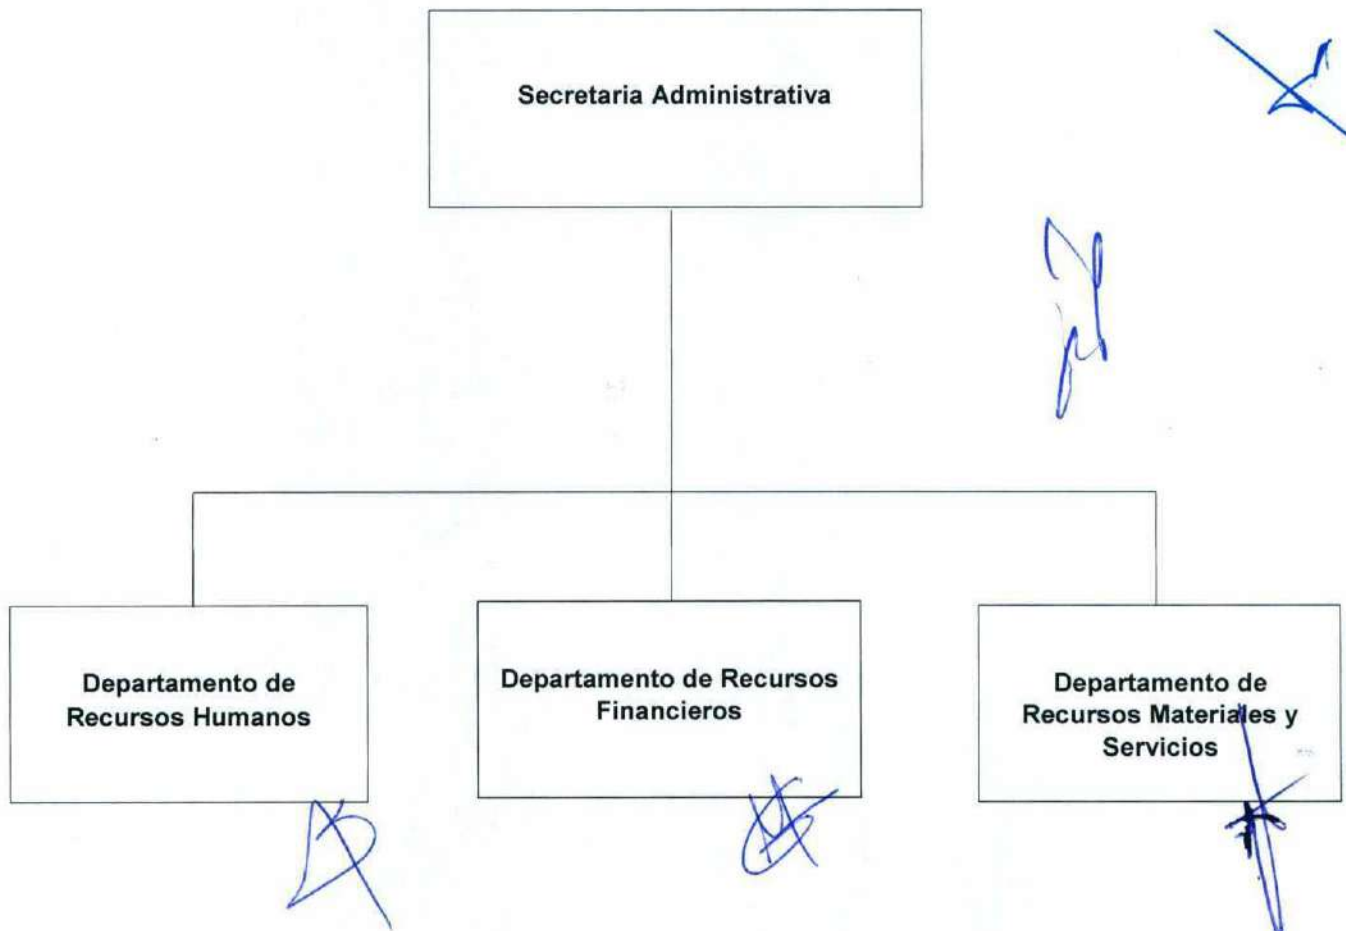 Secretaria Administrativa
Departamento de
Recursos Humanos
Departamento de Recursos
Financieros
Departamento de
Recursos Materiales y
Servicios